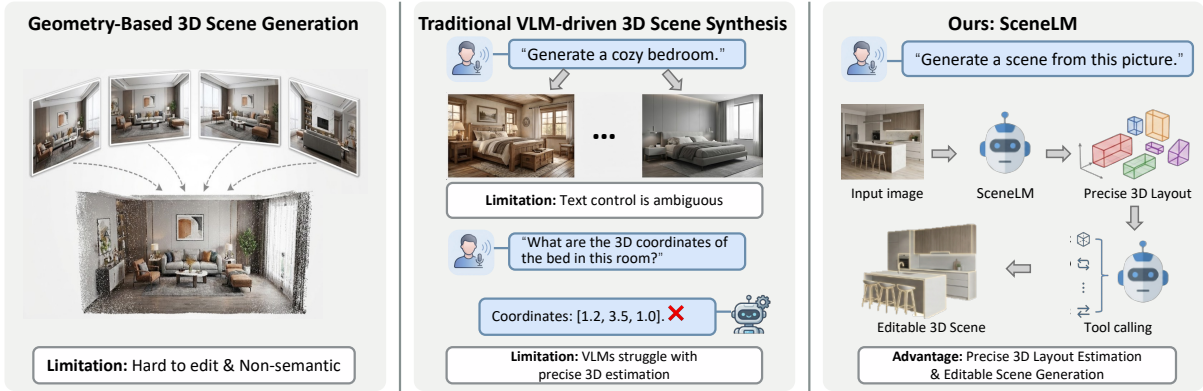 Geometry-Based 3D Scene Generation
Limitation: Hard to edit & Non-semantic
Traditional VLM-driven 3D Scene Synthesis
“Generate a cozy bedroom.”
Limitation: Text control is ambiguous
“What are the 3D coordinates of
the bed in this room?”
Coordinates: [1.2, 3.5, 1.0].
Limitation: VLMs struggle with
precise 3D estimation
Ours: SceneLM
“Generate a scene from this picture.”
Input image
SceneLM
Precise 3D Layout
Editable 3D Scene
Tool calling
Advantage: Precise 3D Layout Estimation
& Editable Scene Generation